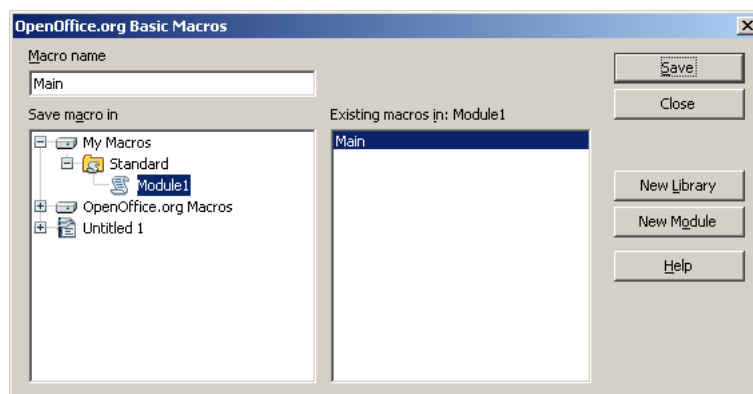 OpenOffice.org Basic Macros
Macro name
Main
Save macro in
My Macros
Standard
Module1
OpenOffice.org Macros
Untitled 1
Existing macros in: Module1
Main
Save
Close
New Library
New Module
Help